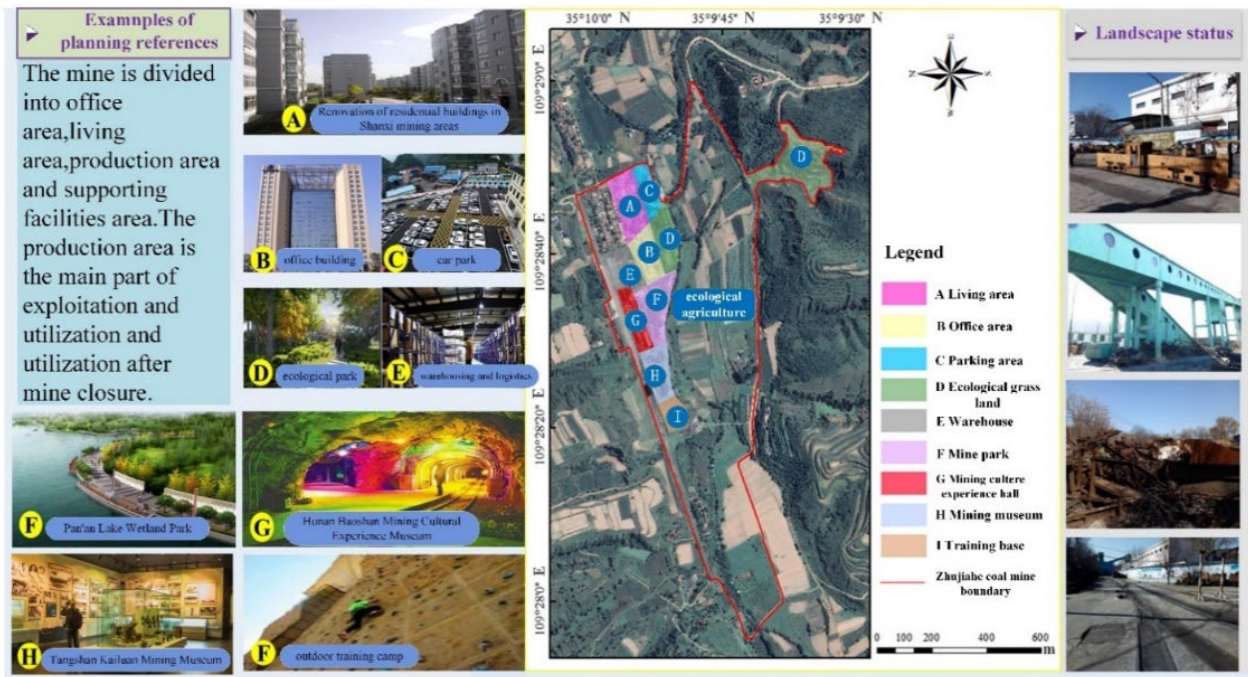 Examnples of
planning references
The mine is divided
into office
area,living
area,production area
and supporting
facilities area.The
production area is
the main part of
exploitation and
utilization and
utilization after
mine closure.
A
Renovation of residenual buildings in
Shanxi mining areas
B
office building
C
car park
D
ecological park
E
warehousing and logistics
F
Pan'an Lake Wetland Park
G
Hunan Baoshan Mining Cultural
Experience Museum
H
Tangshan Kailuan Mining Museum
F
outdoor training camp
35°10'0" N
35°9'45" N
35°9'30" N
109°29'0" E
109°28'40" E
109°28'20" E
109°28'0" E
A
C
D
B
D
E
F
G
ecological
agriculture
H
I
N
E
S
W
Legend
A Living area
B Office area
C Parking area
D Ecological grass
land
E Warehouse
F Mine park
G Mining cultere
experience hall
H Mining museum
I Training base
Zhujiahe coal mine
boundary
0 100 200 300 400 600
m
Landscape status